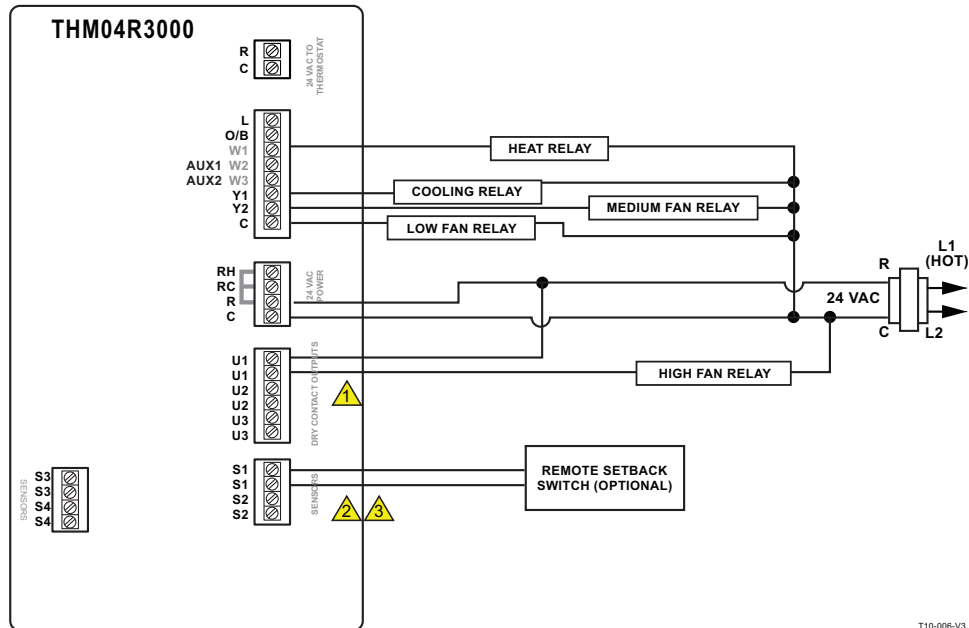 THM04R3000
R
C
24 VAC TO
THERMOSTAT
L
O/B
W1
AUX1 W2
AUX2 W3
Y1
Y2
C
HEAT RELAY
COOLING RELAY
MEDIUM FAN RELAY
LOW FAN RELAY
RH
RC
R
C
24 VAC
POWER
R
24 VAC
C
L1
(HOT)
L2
U1
U1
U2
U2
U3
U3
DRY CONTACT OUTPUTS
1
HIGH FAN RELAY
S1
S1
S2
S2
SENSORS
2
3
REMOTE SETBACK
SWITCH (OPTIONAL)
SENSORS
S3
S3
S4
S4
T10-006-V3